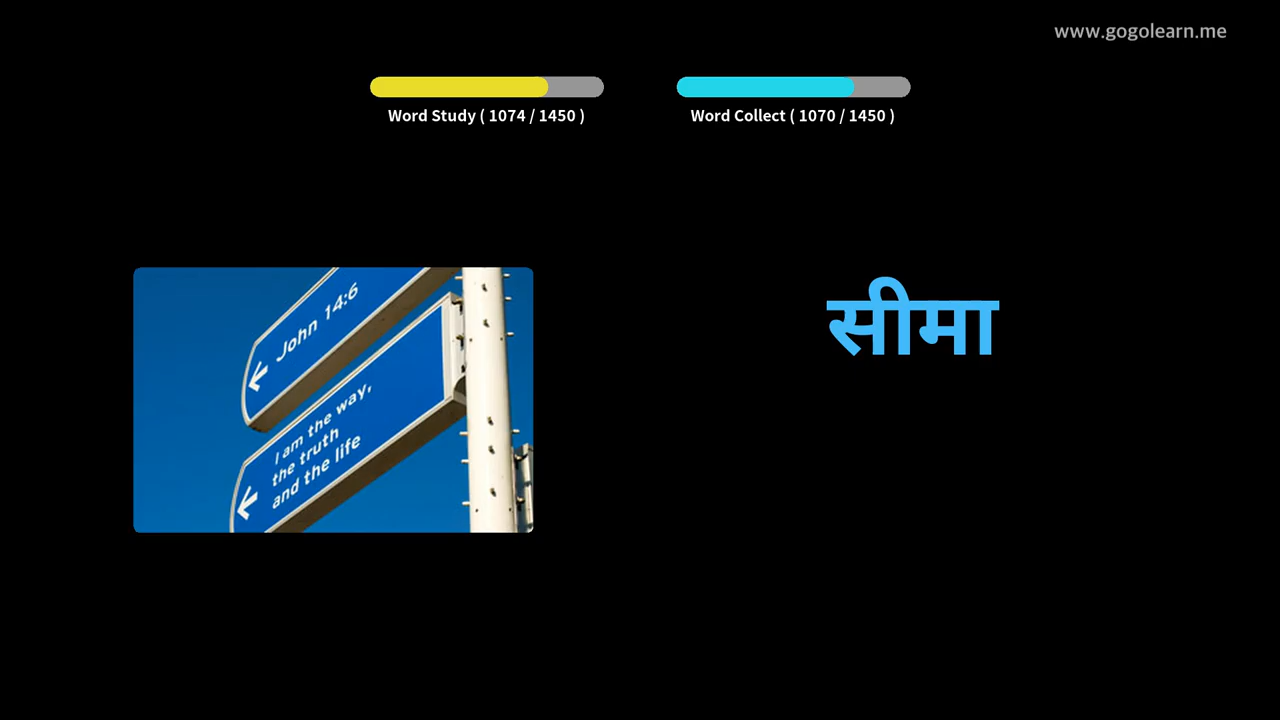 www.gogolearn.me
Word Study ( 1074 / 1450 )
Word Collect ( 1070 / 1450 )
John 14:6
I am the way,
the truth
and the life
सीमा